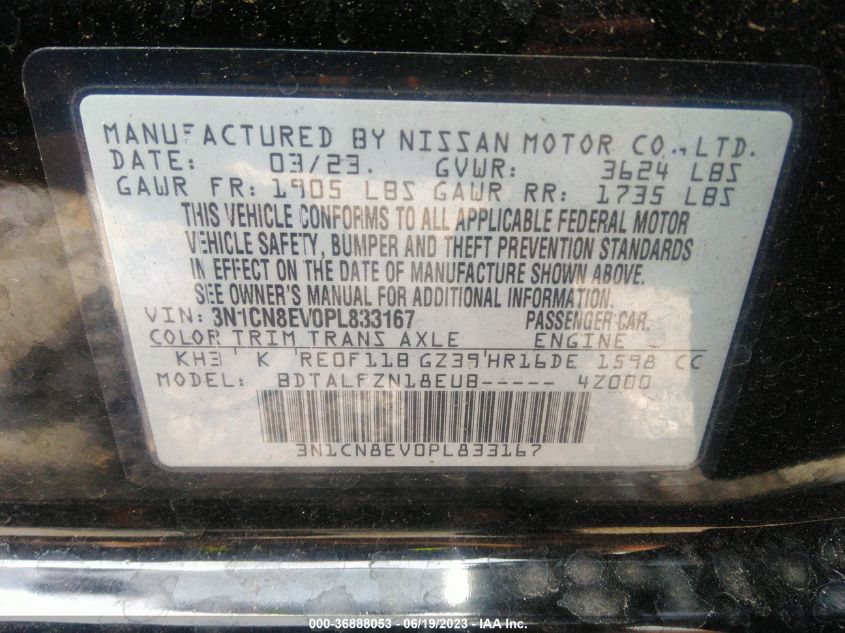 MANUFACTURED BY NISSAN MOTOR CO., LTD.
DATE: 03/23. GVWR: 3624 LBS
GAWR FR: 1905 LBS GAWR RR: 1735 LBS
THIS VEHICLE CONFORMS TO ALL APPLICABLE FEDERAL MOTOR
VEHICLE SAFETY, BUMPER AND THEFT PREVENTION STANDARDS
IN EFFECT ON THE DATE OF MANUFACTURE SHOWN ABOVE.
SEE OWNER'S MANUAL FOR ADDITIONAL INFORMATION.
VIN: 3N1CN8EV0PL833167 PASSENGER CAR.
COLOR TRIM TRANS AXLE ENGINE
KH3 K RE0F11B GZ39 HR16DE 1598 CC
MODEL: BDTALFZN18EUB----- 4Z000
3N1CN8EV0PL833167
100-36888053 - 06/19/2023 - IAA Inc.